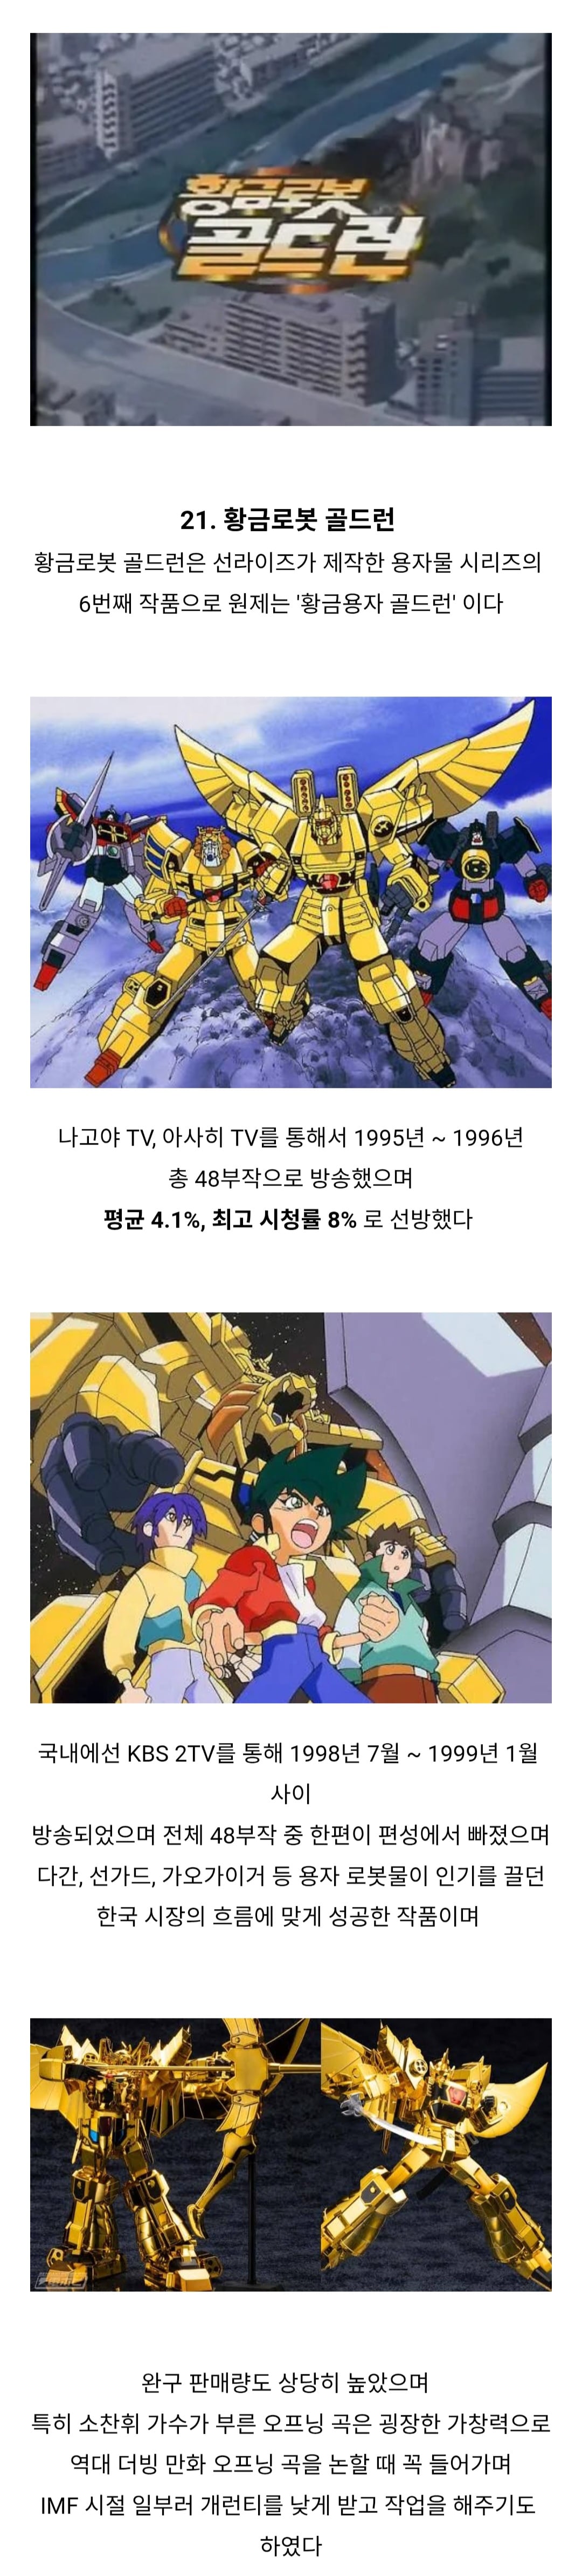 황금로봇
골드런
21. 황금로봇 골드런
황금로봇 골드런은 선라이즈가 제작한 용자물 시리즈의
6번째 작품으로 원제는 '황금용자 골드런' 이다
나고야 TV, 아사히 TV를 통해서 1995년 ~ 1996년
총 48부작으로 방송했으며
평균 4.1%, 최고 시청률 8% 로 선방했다
국내에선 KBS 2TV를 통해 1998년 7월 ~ 1999년 1월
사이
방송되었으며 전체 48부작 중 한편이 편성에서 빠졌으며
다간, 선가드, 가오가이거 등 용자 로봇물이 인기를 끌던
한국 시장의 흐름에 맞게 성공한 작품이며
완구 판매량도 상당히 높았으며
특히 소찬휘 가수가 부른 오프닝 곡은 굉장한 가창력으로
역대 더빙 만화 오프닝 곡을 논할 때 꼭 들어가며
IMF 시절 일부러 개런티를 낮게 받고 작업을 해주기도
하였다